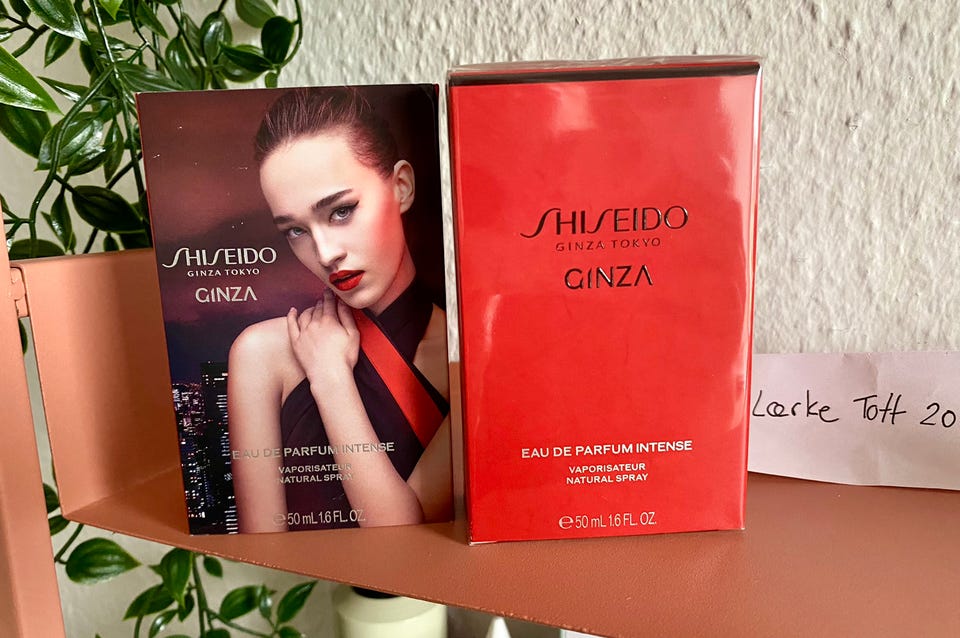 SHISEIDO
GINZA TOKYO
GINZA
EAU DE PARFUM INTENSE
VAPORISATEUR
NATURAL SPRAY
e 50 mL 1.6 FL. OZ.
SHISEIDO
GINZA TOKYO
GINZA
EAU DE PARFUM INTENSE
VAPORISATEUR
NATURAL SPRAY
e 50 mL 1.6 FL. OZ.
Lærke Toft 20